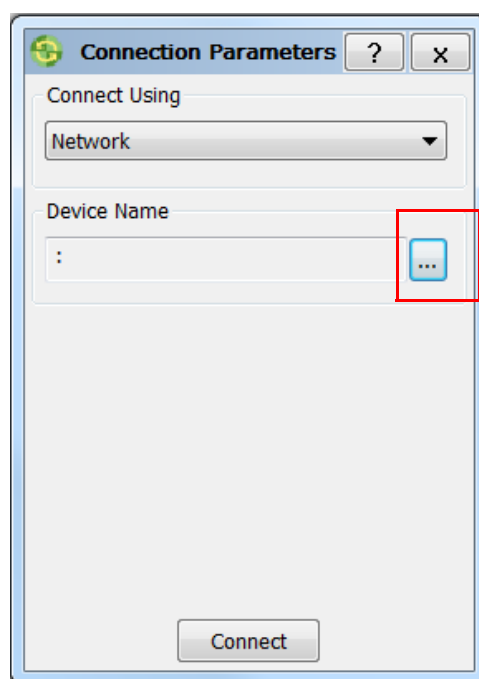 Connection Parameters ? x
Connect Using
Network
Device Name
:
...
Connect